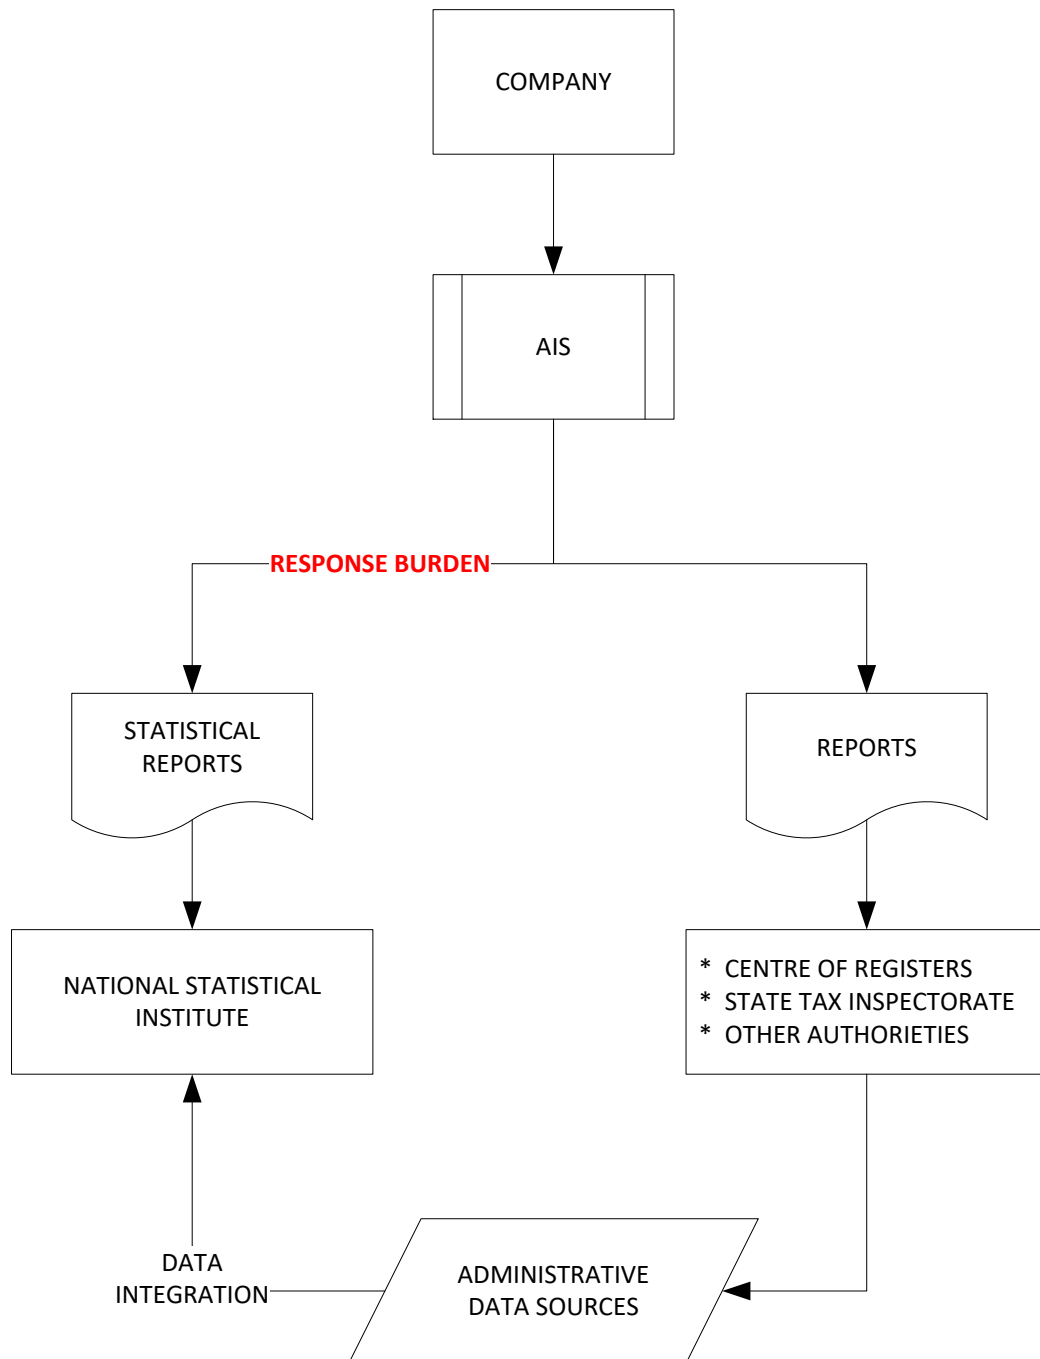 COMPANY
AIS
RESPONSE BURDEN
STATISTICAL
REPORTS
REPORTS
NATIONAL STATISTICAL
INSTITUTE
* CENTRE OF REGISTERS
* STATE TAX INSPECTORATE
* OTHER AUTHORIETIES
DATA
INTEGRATION
ADMINISTRATIVE
DATA SOURCES